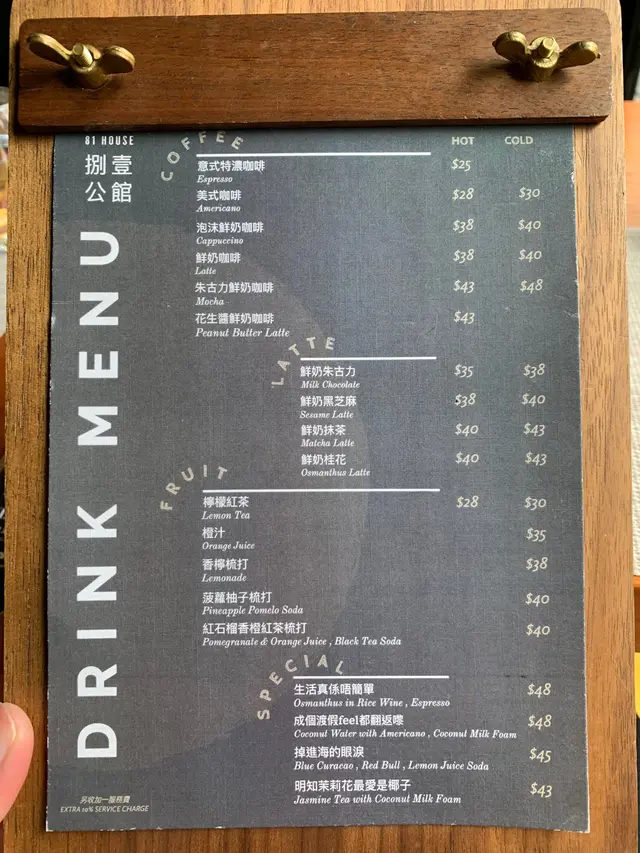 81 HOUSE
捌壹
公館
DRINK MENU
COFFEE
HOT COLD
意式特濃咖啡 $25
Espresso
美式咖啡 $28 $30
Americano
泡沫鮮奶咖啡 $38 $40
Cappuccino
鮮奶咖啡 $38 $40
Latte
朱古力鮮奶咖啡 $43 $48
Mocha
花生醬鮮奶咖啡 $43
Peanut Butter Latte
LATTE
鮮奶朱古力 $35 $38
Milk Chocolate
鮮奶黑芝麻 $38 $40
Sesame Latte
鮮奶抹茶 $40 $43
Matcha Latte
鮮奶桂花 $40 $43
Osmanthus Latte
FRUIT
檸檬紅茶 $28 $30
Lemon Tea
橙汁 $35
Orange Juice
香檸梳打 $38
Lemonade
菠蘿柚子梳打 $40
Pineapple Pomelo Soda
紅石榴香橙紅茶梳打 $40
Pomegranate & Orange Juice , Black Tea Soda
SPECIAL
生活真係唔簡單 $48
Osmanthus in Rice Wine , Espresso
成個渡假feel都翻返嚟 $48
Coconut Water with Americano , Coconut Milk Foam
掉進海的眼淚 $45
Blue Curacao , Red Bull , Lemon Juice Soda
明知茉莉花最愛是椰子 $43
Jasmine Tea with Coconut Milk Foam
另收加一服務費
EXTRA 10% SERVICE CHARGE